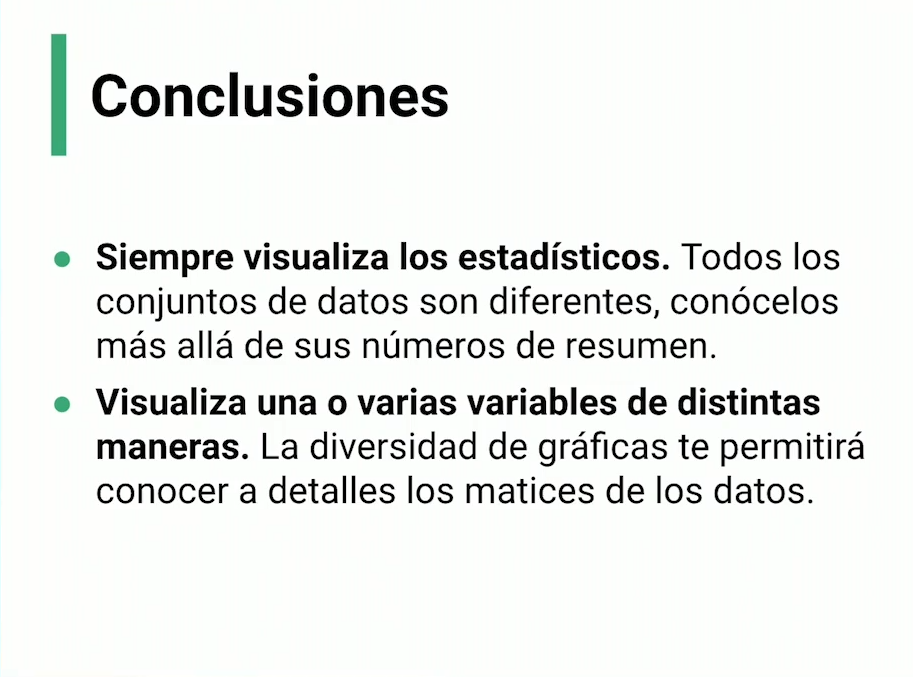 Conclusiones
● Siempre visualiza los estadísticos. Todos los
conjuntos de datos son diferentes, conócelos
más allá de sus números de resumen.
● Visualiza una o varias variables de distintas
maneras. La diversidad de gráficas te permitirá
conocer a detalles los matices de los datos.